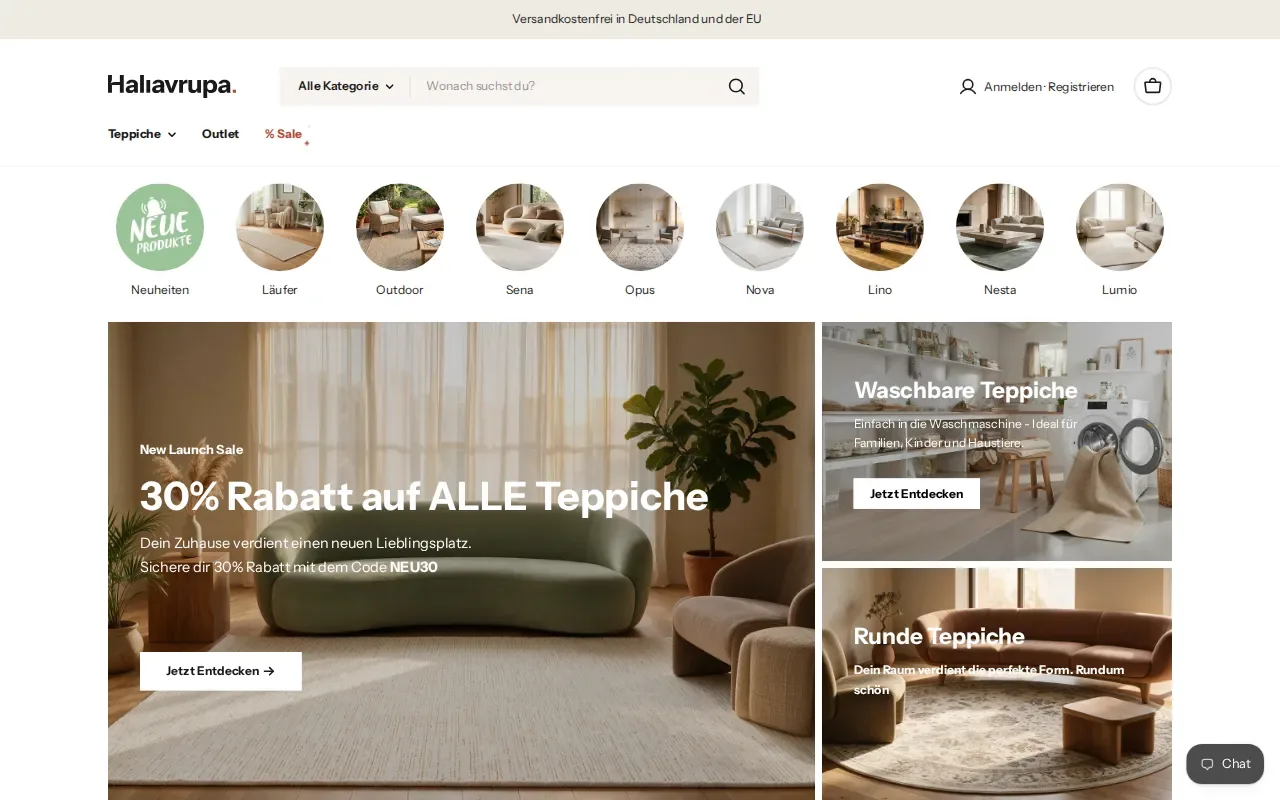 Versandkostenfrei in Deutschland und der EU
Halıavrupa.
Alle Kategorie
Wonach suchst du?
Anmelden · Registrieren
Teppiche
Outlet
% Sale
NEUE
PRODUKTE
Neuheiten
Läufer
Outdoor
Sena
Opus
Nova
Lino
Nesta
Lumio
New Launch Sale
30% Rabatt auf ALLE Teppiche
Dein Zuhause verdient einen neuen Lieblingsplatz.
Sichere dir 30% Rabatt mit dem Code NEU30
Jetzt Entdecken →
Waschbare Teppiche
Einfach in die Waschmaschine - Ideal für
Familien, Kinder und Haustiere.
Jetzt Entdecken
Runde Teppiche
Dein Raum verdient die perfekte Form. Rundum
schön
Chat